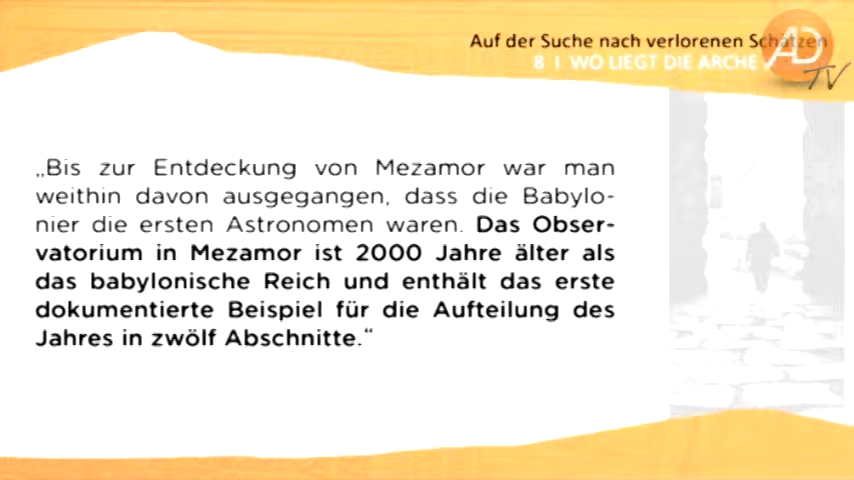 Auf der Suche nach verlorenen Schätzen
8 | WO LIEGT DIE ARCHE
AD
TV
„Bis zur Entdeckung von Mezamor war man
weithin davon ausgegangen, dass die Babylo-
nier die ersten Astronomen waren. Das Obser-
vatorium in Mezamor ist 2000 Jahre älter als
das babylonische Reich und enthält das erste
dokumentierte Beispiel für die Aufteilung des
Jahres in zwölf Abschnitte.“